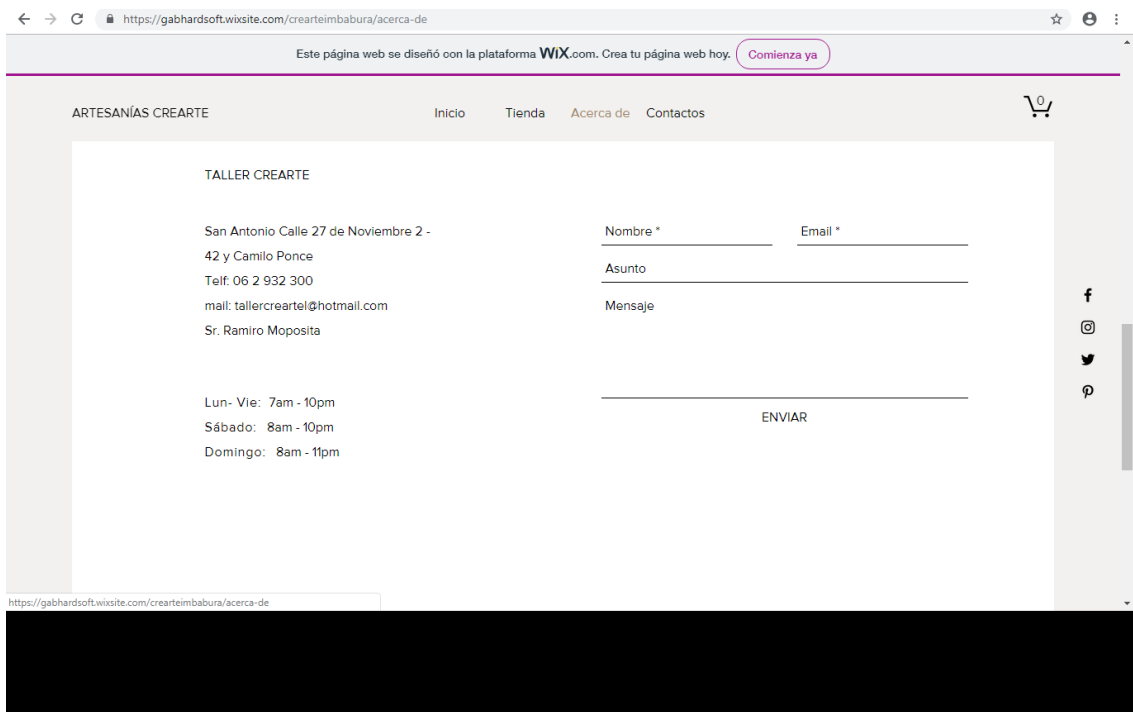 https://gabhardsoft.wixsite.com/crearteimbabura/acerca-de
Este página web se diseñó con la plataforma WiX.com. Crea tu página web hoy. Comienza ya
ARTESANÍAS CREARTE Inicio Tienda Acerca de Contactos 0
TALLER CREARTE
San Antonio Calle 27 de Noviembre 2 -
42 y Camilo Ponce
Telf: 06 2 932 300
mail: tallercreartel@hotmail.com
Sr. Ramiro Moposita
Lun- Vie: 7am - 10pm
Sábado: 8am - 10pm
Domingo: 8am - 11pm
Nombre * Email *
Asunto
Mensaje
ENVIAR
https://gabhardsoft.wixsite.com/crearteimbabura/acerca-de